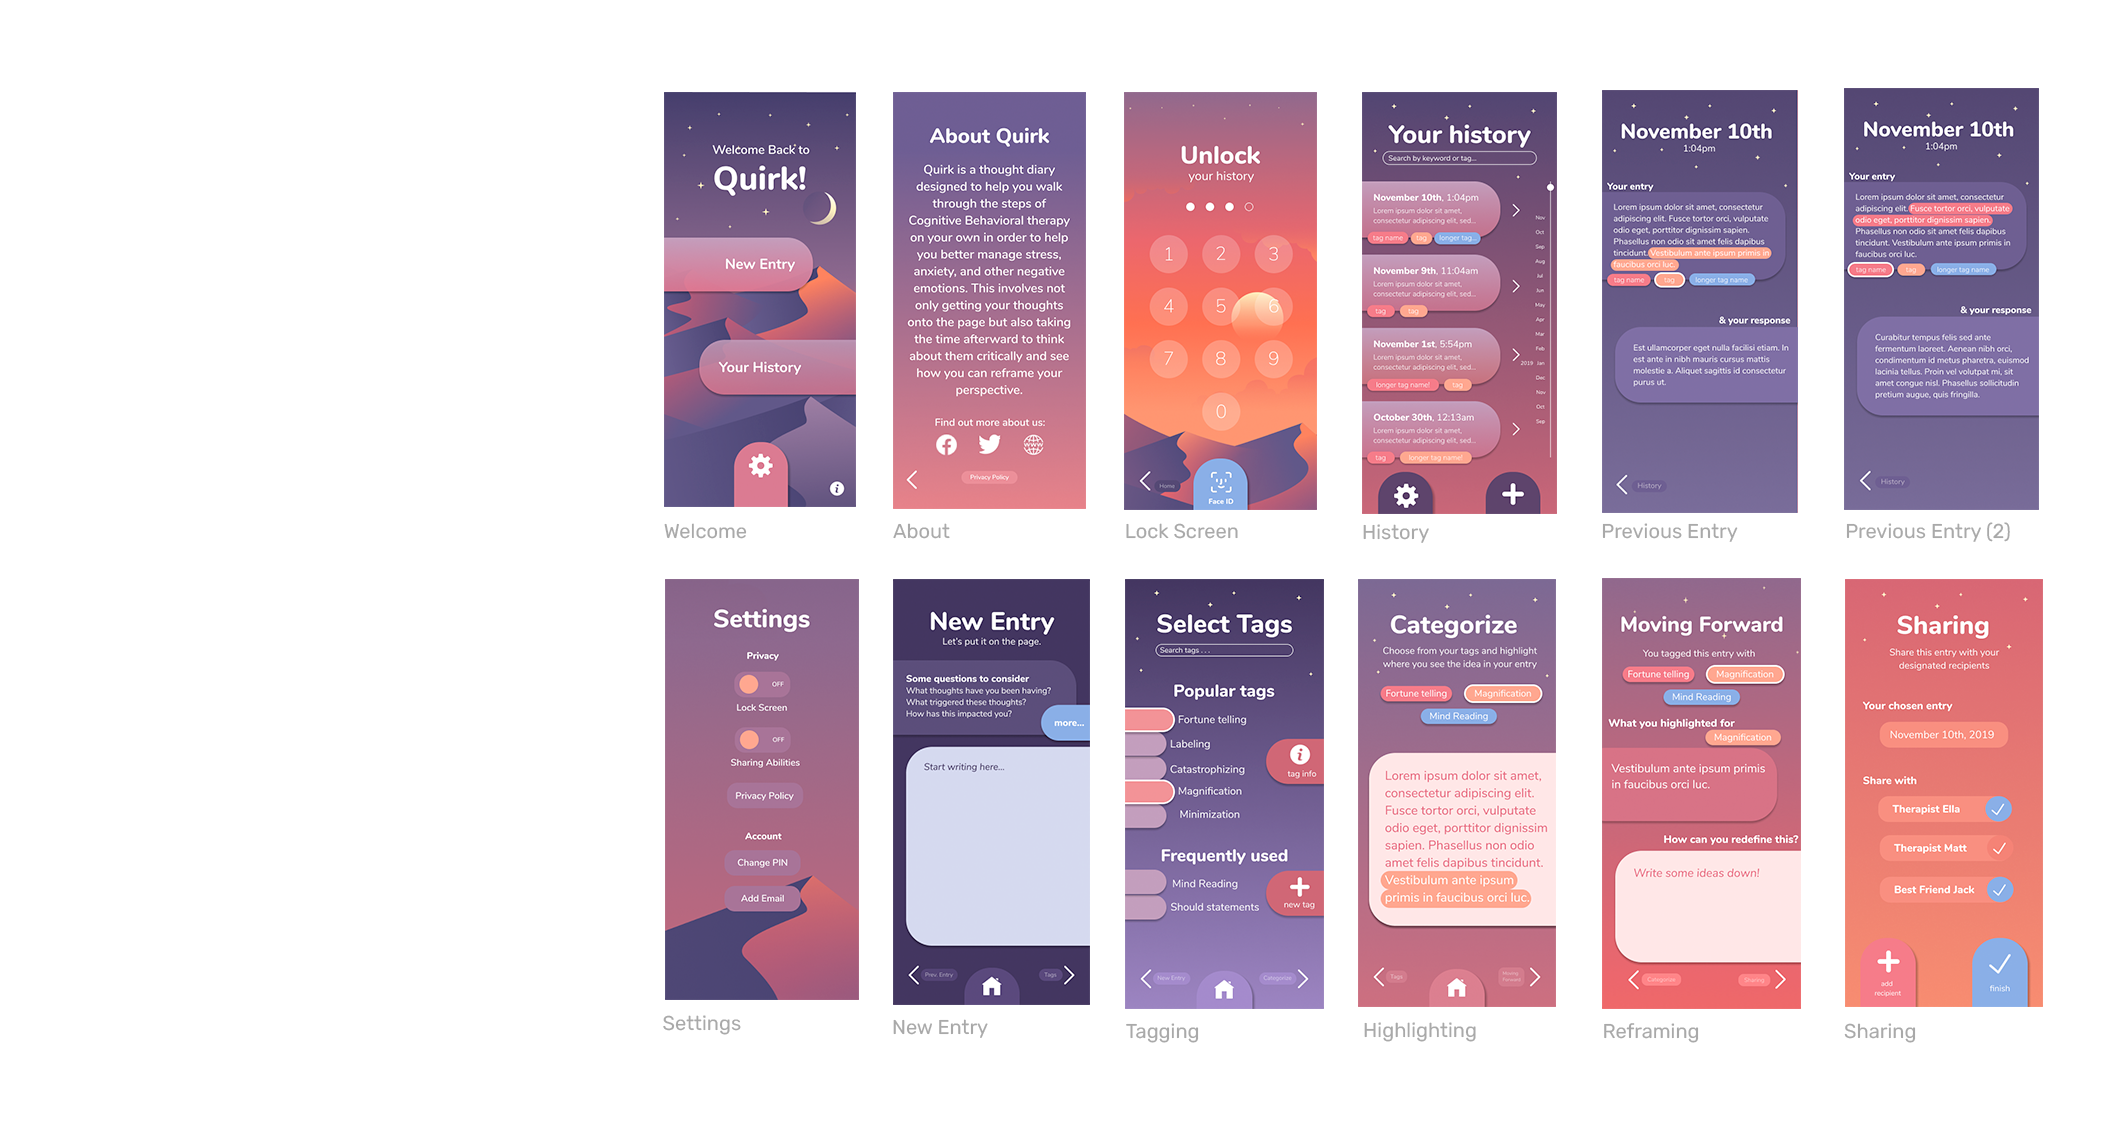 Welcome Back to
Quirk!
New Entry
Your History
Welcome
About Quirk
Quirk is a thought diary
designed to help you walk
through the steps of
Cognitive Behavioral therapy
on your own in order to help
you better manage stress,
anxiety, and other negative
emotions. This involves not
only getting your thoughts
onto the page but also taking
the time afterward to think
about them critically and see
how you can reframe your
perspective.
Find out more about us:
WWW
Privacy Policy
About
Unlock
your history
1 2 3
4 5 6
7 8 9
0
Home
Face ID
Lock Screen
Your history
Search by keyword or tag...
November 10th, 1:04pm
Lorem ipsum dolor sit amet,
consectetur adipiscing elit, sed...
tag name tag longer tag...
November 9th, 11:04am
Lorem ipsum dolor sit amet,
consectetur adipiscing elit, sed...
tag tag
November 1st, 5:54pm
Lorem ipsum dolor sit amet,
consectetur adipiscing elit, sed...
longer tag name! tag
October 30th, 12:13am
Lorem ipsum dolor sit amet,
consectetur adipiscing elit, sed...
tag longer tag name!
Nov
Oct
Sep
Aug
Jul
Jun
May
Apr
Mar
Feb
2019 Jan
Dec
Nov
Oct
Sep
History
November 10th
1:04pm
Your entry
Lorem ipsum dolor sit amet, consectetur
adipiscing elit. Fusce tortor orci, vulputate
odio eget, porttitor dignissim sapien.
Phasellus non odio sit amet felis dapibus
tincidunt. Vestibulum ante ipsum primis in
faucibus orci luc.
tag name tag longer tag name
& your response
Est ullamcorper eget nulla facilisi etiam. In
est ante in nibh mauris cursus mattis
molestie a. Aliquet sagittis id consectetur
purus ut.
History
Previous Entry
November 10th
1:04pm
Your entry
Lorem ipsum dolor sit amet, consectetur
adipiscing elit. Fusce tortor orci, vulputate
odio eget, porttitor dignissim sapien.
Phasellus non odio sit amet felis dapibus
tincidunt. Vestibulum ante ipsum primis in
faucibus orci luc.
tag name tag longer tag name
& your response
Curabitur tempus felis sed ante
fermentum laoreet. Aenean nibh orci,
condimentum id metus pharetra, euismod
lacinia tellus. Proin vel volutpat mi, sit
amet congue nisl. Phasellus sollicitudin
pretium augue, quis fringilla.
History
Previous Entry (2)
Settings
Privacy
OFF
Lock Screen
OFF
Sharing Abilities
Privacy Policy
Account
Change PIN
Add Email
Settings
New Entry
Let's put it on the page.
Some questions to consider
What thoughts have you been having?
What triggered these thoughts?
How has this impacted you?
more...
Start writing here...
Prev. Entry
Tags
New Entry
Select Tags
Search tags . . .
Popular tags
Fortune telling
Labeling
Catastrophizing
Magnification
Minimization
tag info
Frequently used
Mind Reading
Should statements
new tag
New Entry
Categorize
Tagging
Categorize
Choose from your tags and highlight
where you see the idea in your entry
Fortune telling Magnification
Mind Reading
Lorem ipsum dolor sit amet,
consectetur adipiscing elit.
Fusce tortor orci, vulputate
odio eget, porttitor dignissim
sapien. Phasellus non odio
amet felis dapibus tincidunt.
Vestibulum ante ipsum
primis in faucibus orci luc.
Tags
Moving
Forward
Highlighting
Moving Forward
You tagged this entry with
Fortune telling Magnification
Mind Reading
What you highlighted for
Magnification
Vestibulum ante ipsum primis
in faucibus orci luc.
How can you redefine this?
Write some ideas down!
Categorize
Sharing
Reframing
Sharing
Share this entry with your
designated recipients
Your chosen entry
November 10th, 2019
Share with
Therapist Ella
Therapist Matt
Best Friend Jack
add
recipient
finish
Sharing